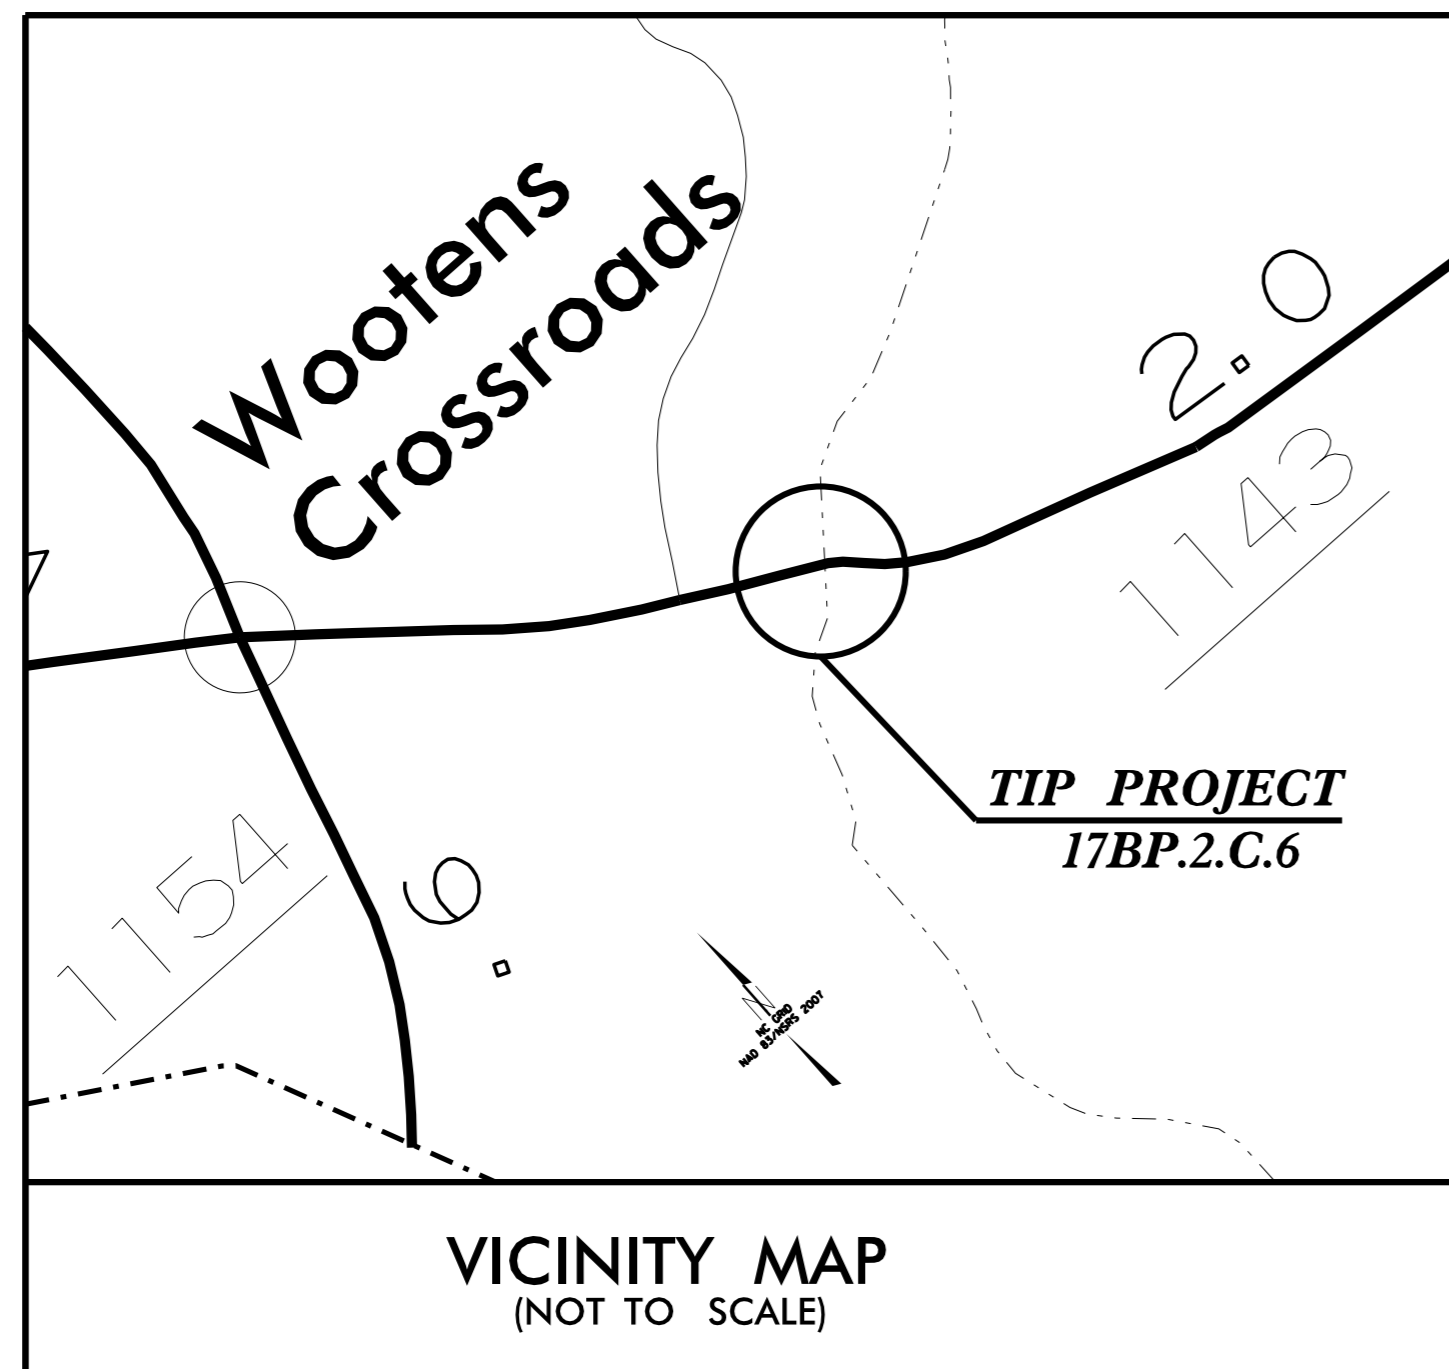 Wootens
Crossroads
2.0
1143
TIP PROJECT
17BP.2.C.6
1154
.9
N
NC GRID
NAD 83/NSRS 2007
VICINITY MAP
(NOT TO SCALE)